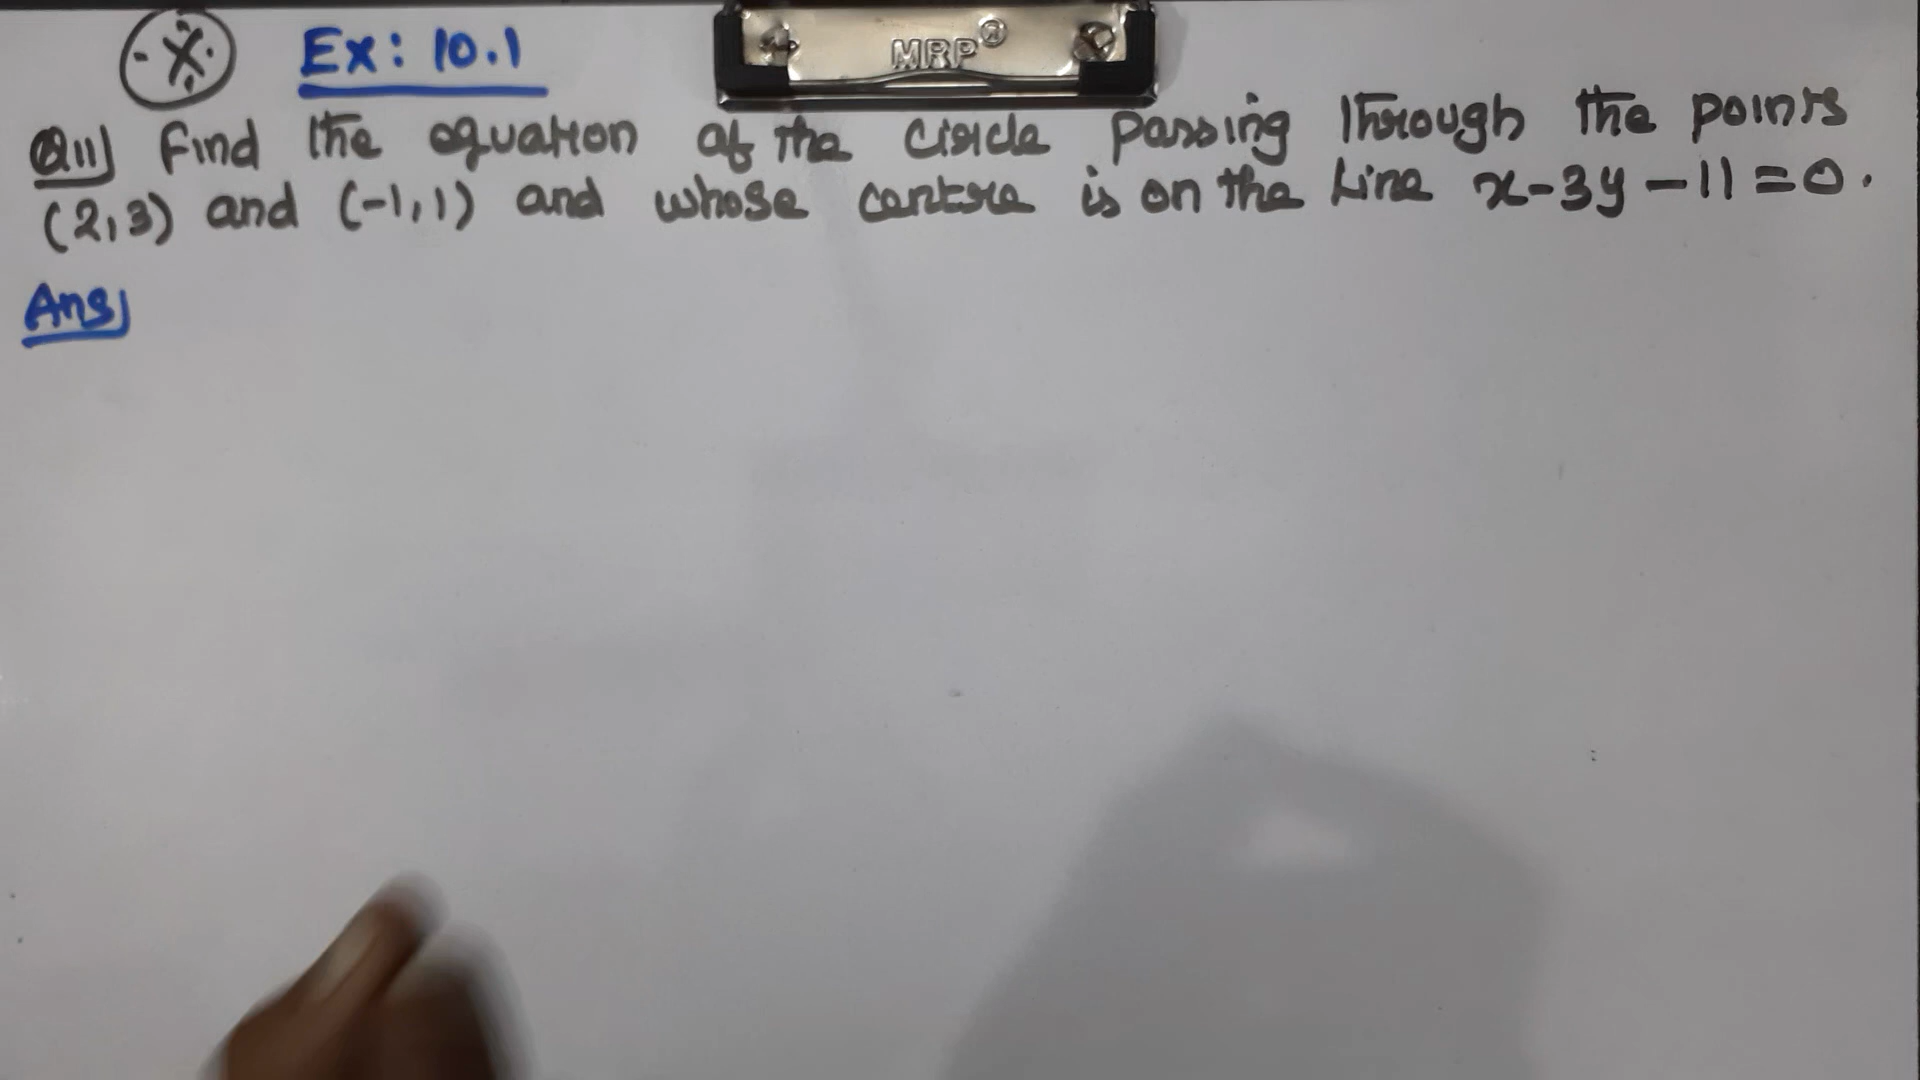 X Ex: 10.1
MRP®
Q11) Find the equation of the circle passing through the points
(2,3) and (-1,1) and whose centre is on the line x-3y-11=0.
Ans)